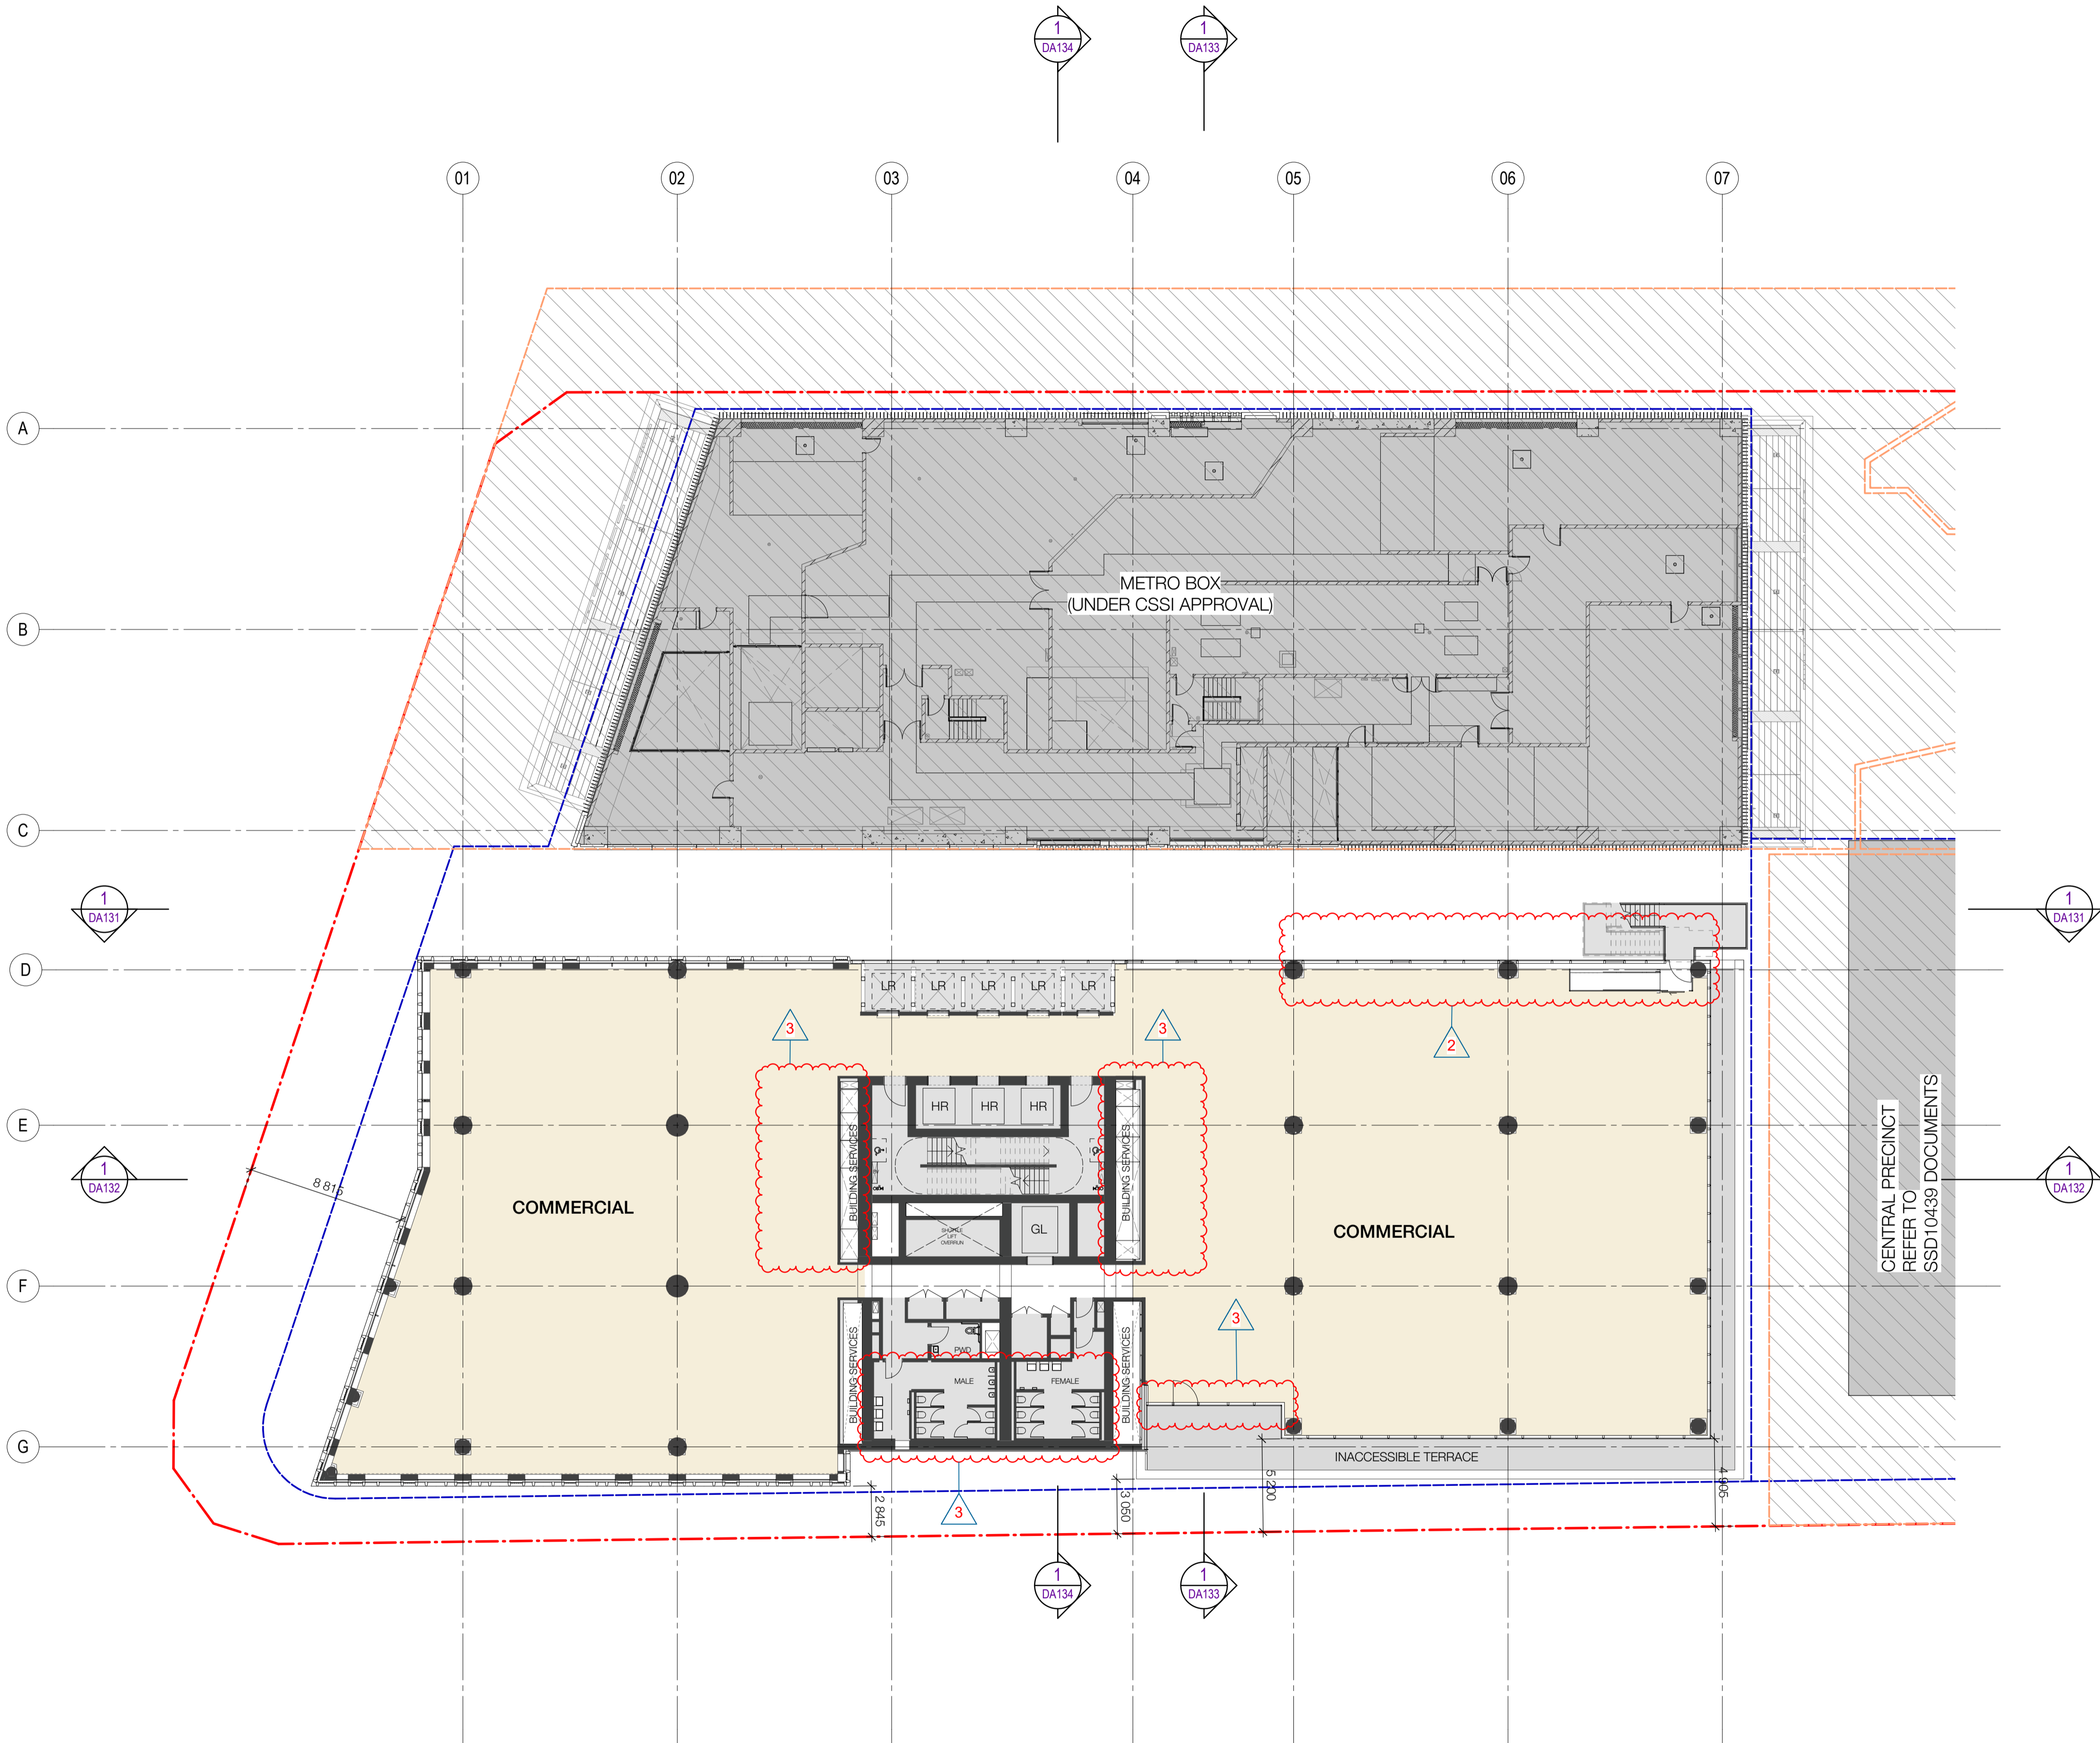 1
DA134
1
DA133
01
02
03
04
05
06
07
A
METRO BOX
(UNDER CSSI APPROVAL)
B
C
1
DA131
1
DA131
D
LR
LR
LR
LR
LR
3
3
2
HR
HR
HR
E
BUILDING SERVICES
BUILDING SERVICES
CENTRAL PRECINCT
REFER TO
SSD10439 DOCUMENTS
1
DA132
1
DA132
8 815
COMMERCIAL
SHUTTLE
LIFT
OVERRUN
GL
COMMERCIAL
F
3
BUILDING SERVICES
BUILDING SERVICES
PWD
MALE
FEMALE
G
INACCESSIBLE TERRACE
2 845
3 050
5 200
4 905
3
1
DA134
1
DA133